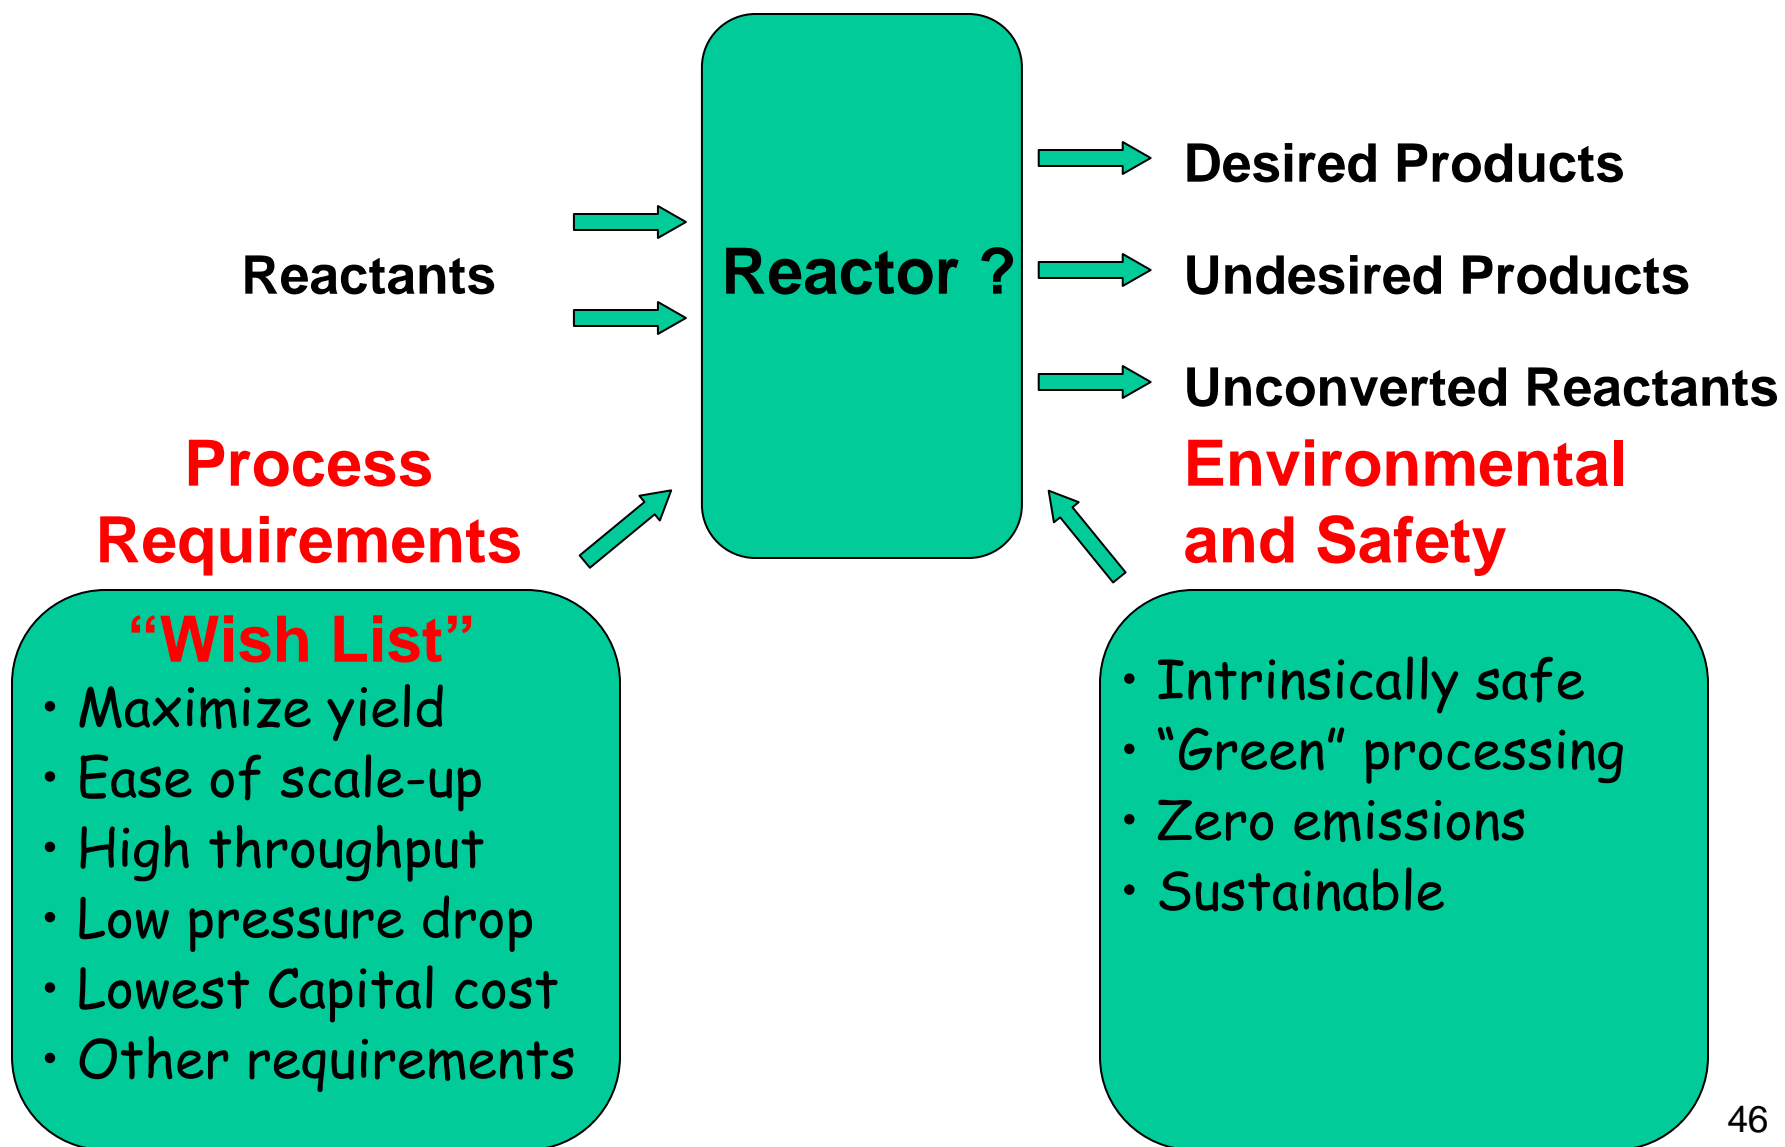 Reactants
Reactor ?
Desired Products
Undesired Products
Unconverted Reactants
Process
Requirements
“Wish List”
• Maximize yield
• Ease of scale-up
• High throughput
• Low pressure drop
• Lowest Capital cost
• Other requirements
Environmental
and Safety
• Intrinsically safe
• “Green” processing
• Zero emissions
• Sustainable
46